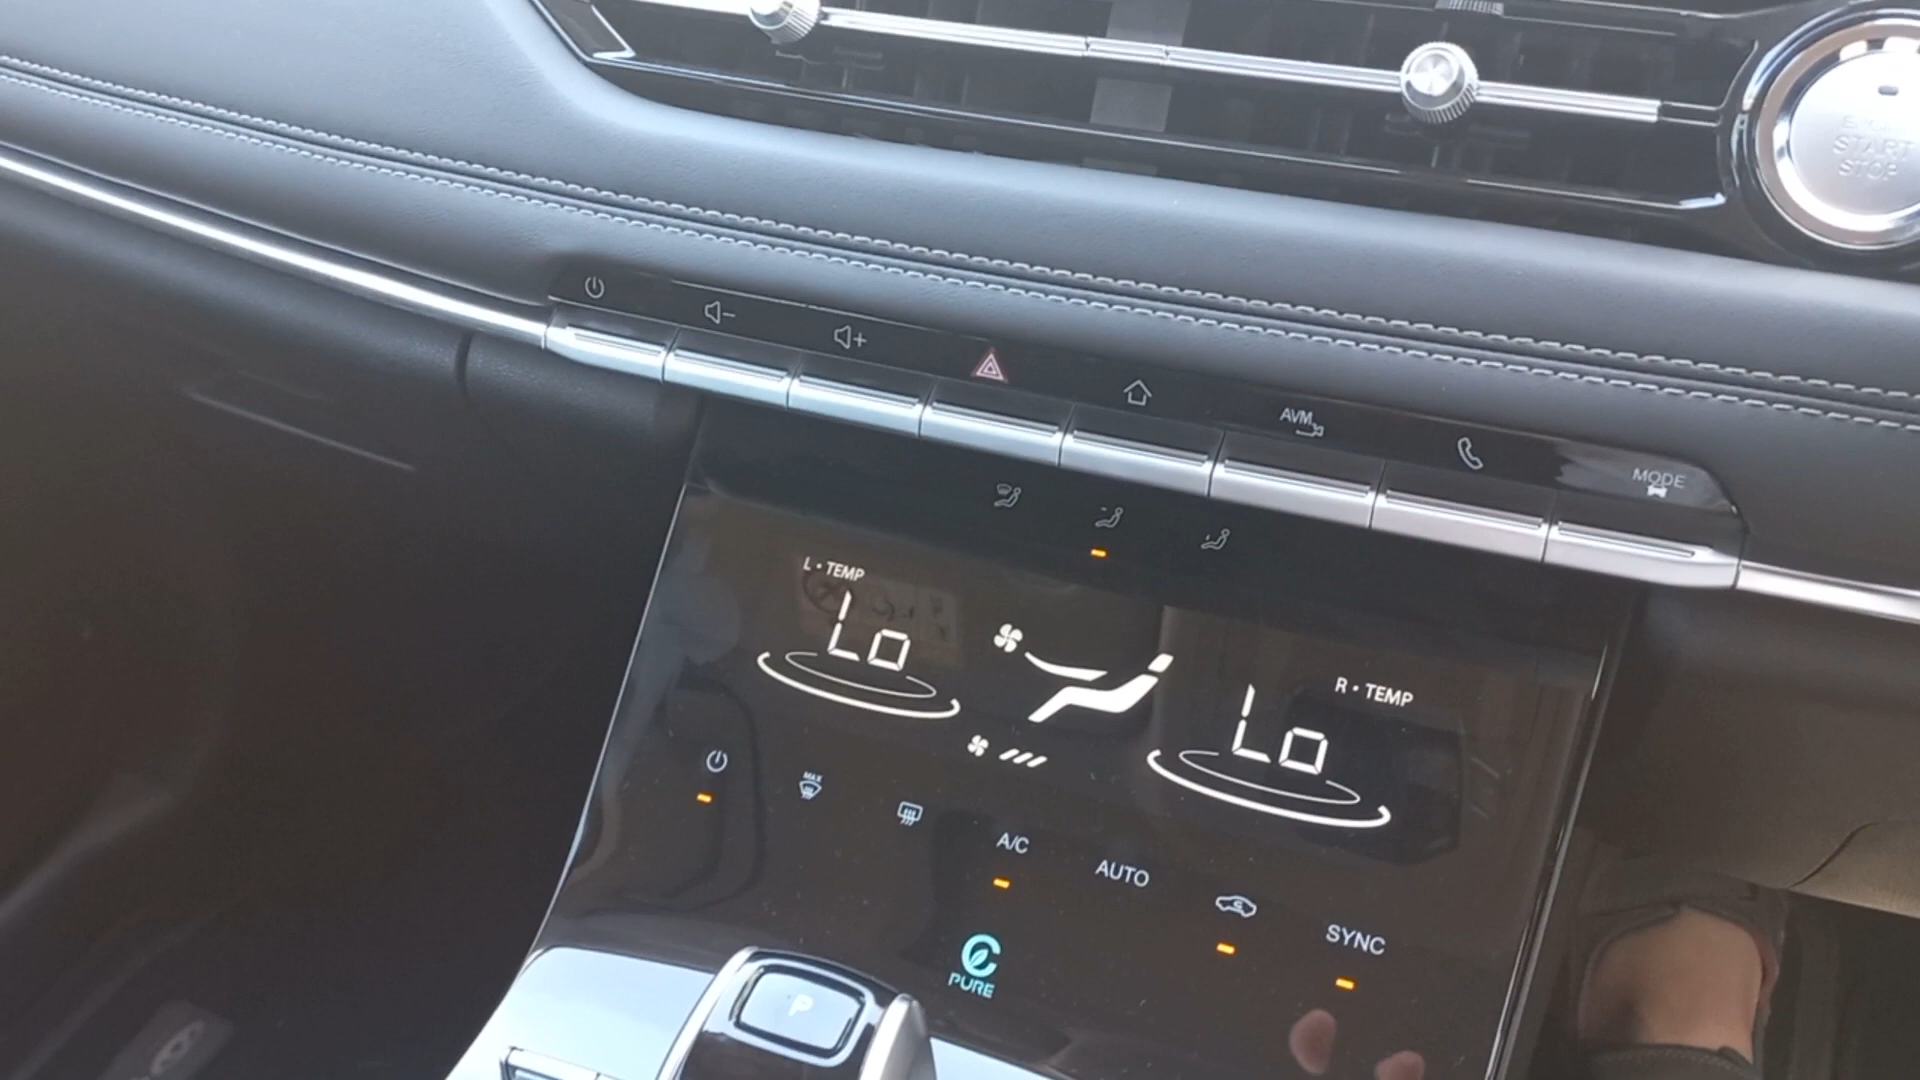 START
STOP
AVM
MODE
L • TEMP
Lo
R • TEMP
Lo
MAX
A/C
AUTO
SYNC
PURE
P